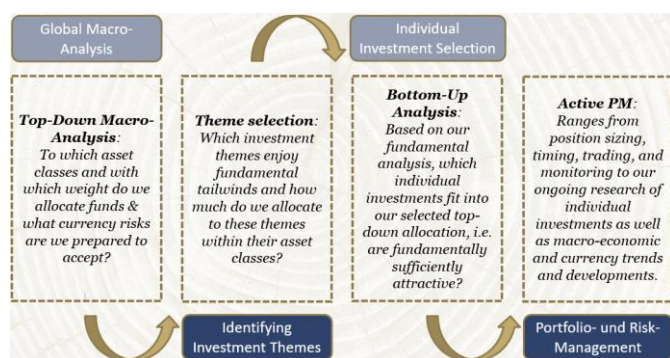 Global Macro-
Analysis
Individual
Investment Selection
Top-Down Macro-
Analysis:
To which asset
classes and with
which weight do we
allocate funds &
what currency risks
are we prepared to
accept?
Theme selection:
Which investment
themes enjoy
fundamental
tailwinds and how
much do we allocate
to these themes
within their asset
classes?
Bottom-Up
Analysis:
Based on our
fundamental
analysis, which
individual
investments fit into
our selected top-
down allocation, i.e.
are fundamentally
sufficiently
attractive?
Active PM:
Ranges from
position sizing,
timing, trading, and
monitoring to our
ongoing research of
individual
investments as well
as macro-economic
and currency trends
and developments.
Identifying
Investment Themes
Portfolio- und Risk-
Management